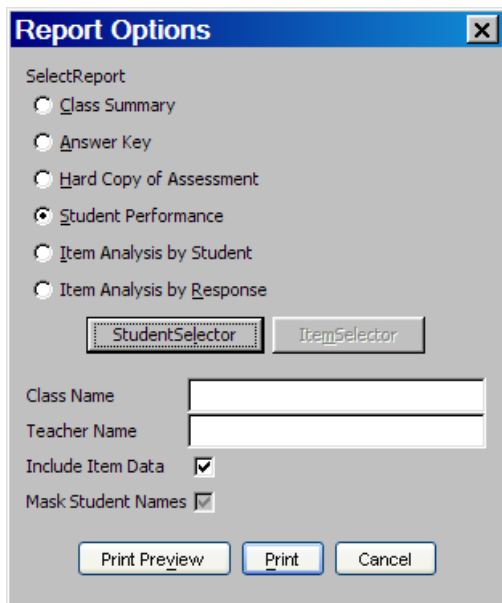 Report Options
SelectReport
Class Summary
Answer Key
Hard Copy of Assessment
Student Performance
Item Analysis by Student
Item Analysis by Response
StudentSelector ItemSelector
Class Name
Teacher Name
Include Item Data
Mask Student Names
Print Preview Print Cancel